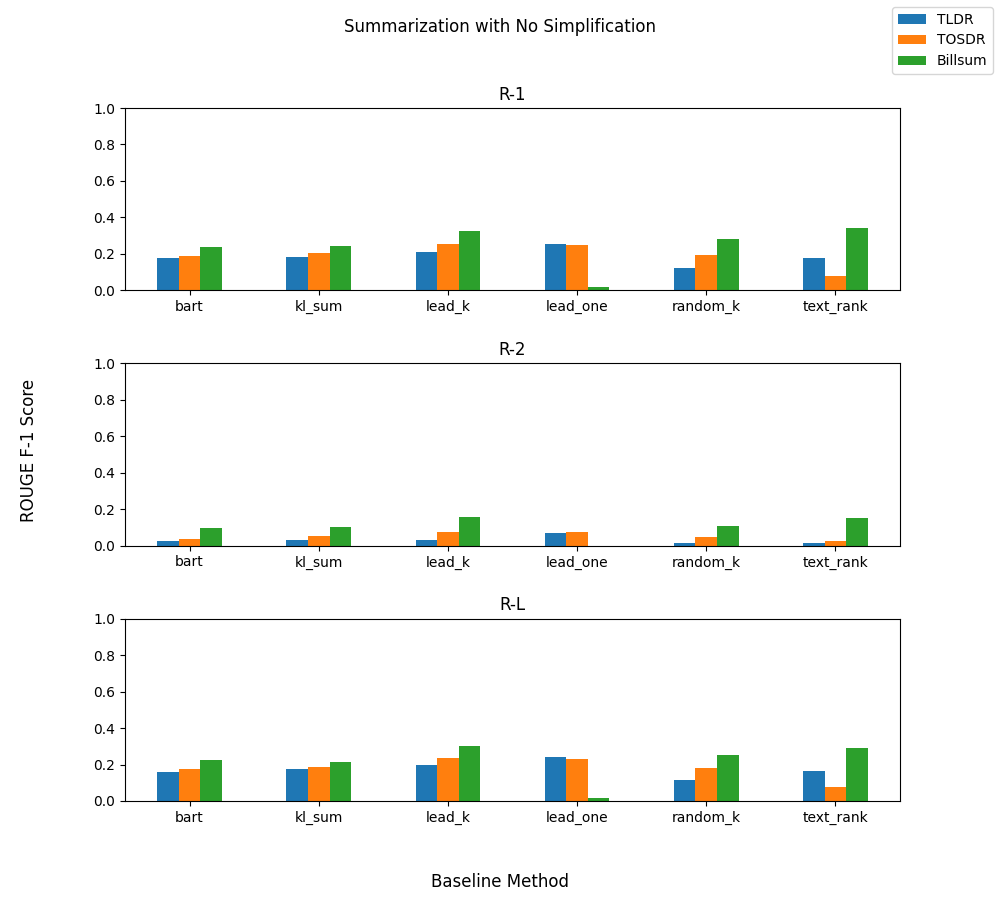 Summarization with No Simplification
TLDR
TOSDR
Billsum
R-1
1.0
0.8
0.6
0.4
0.2
0.0
bart kl_sum lead_k lead_one random_k text_rank
R-2
1.0
0.8
0.6
0.4
0.2
0.0
bart kl_sum lead_k lead_one random_k text_rank
R-L
1.0
0.8
0.6
0.4
0.2
0.0
bart kl_sum lead_k lead_one random_k text_rank
ROUGE F-1 Score
Baseline Method